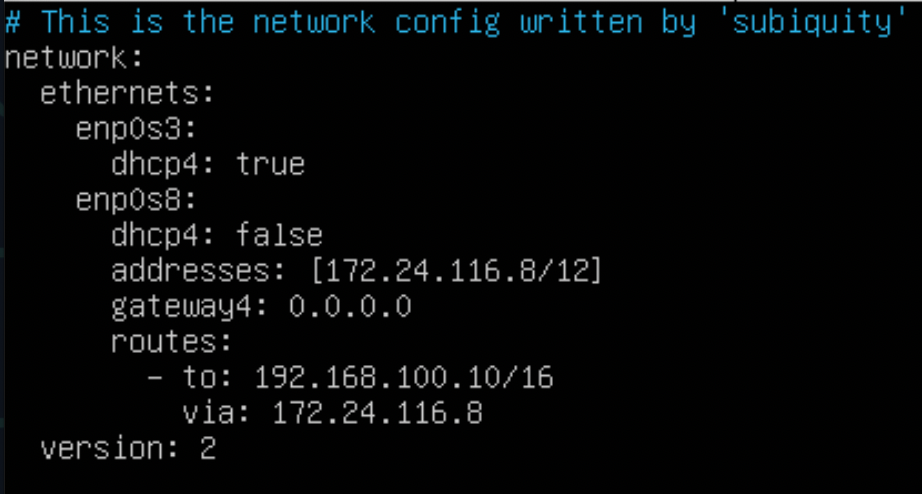 # This is the network config written by 'subiquity'
network:
  ethernets:
    enp0s3:
      dhcp4: true
    enp0s8:
      dhcp4: false
      addresses: [172.24.116.8/12]
      gateway4: 0.0.0.0
      routes:
        - to: 192.168.100.10/16
          via: 172.24.116.8
  version: 2